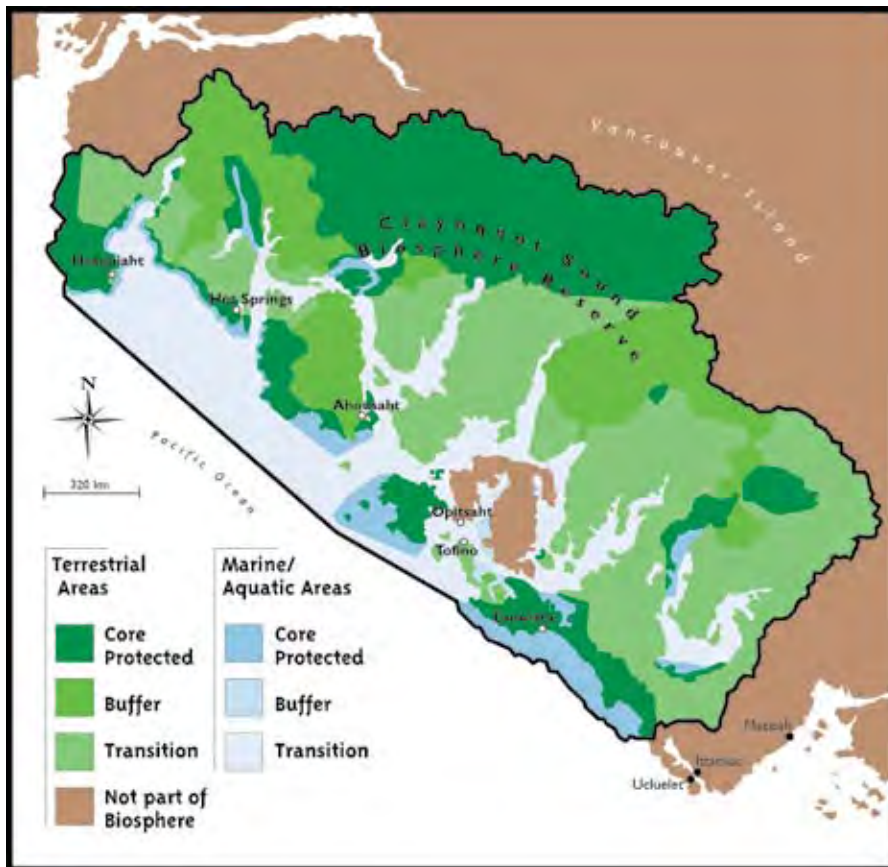 Vancouver Island
Clayoquot Sound
Biosphere Reserve
Hot Springs
Ahousaht
N
Pacific Ocean
320 km
Opitsaht
Tofino
Ucluelet
Terrestrial
Areas
Core
Protected
Buffer
Transition
Not part of
Biosphere
Marine/
Aquatic Areas
Core
Protected
Buffer
Transition